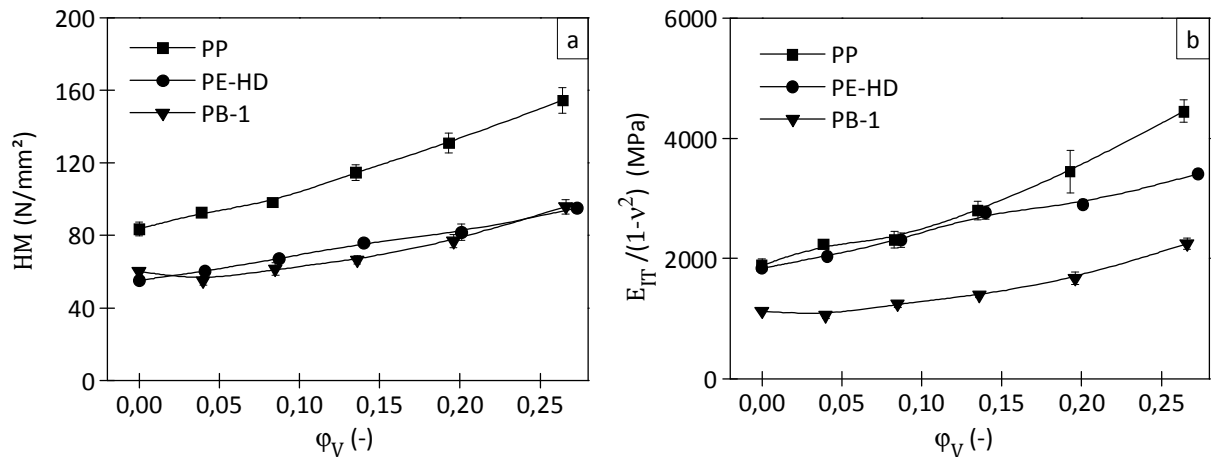 200
160
120
80
40
0
HM (N/mm²)
PP
PE-HD
PB-1
a
0,00 0,05 0,10 0,15 0,20 0,25
φV (-)
6000
4000
2000
0
EIT /(1-ν²) (MPa)
PP
PE-HD
PB-1
b
0,00 0,05 0,10 0,15 0,20 0,25
φV (-)